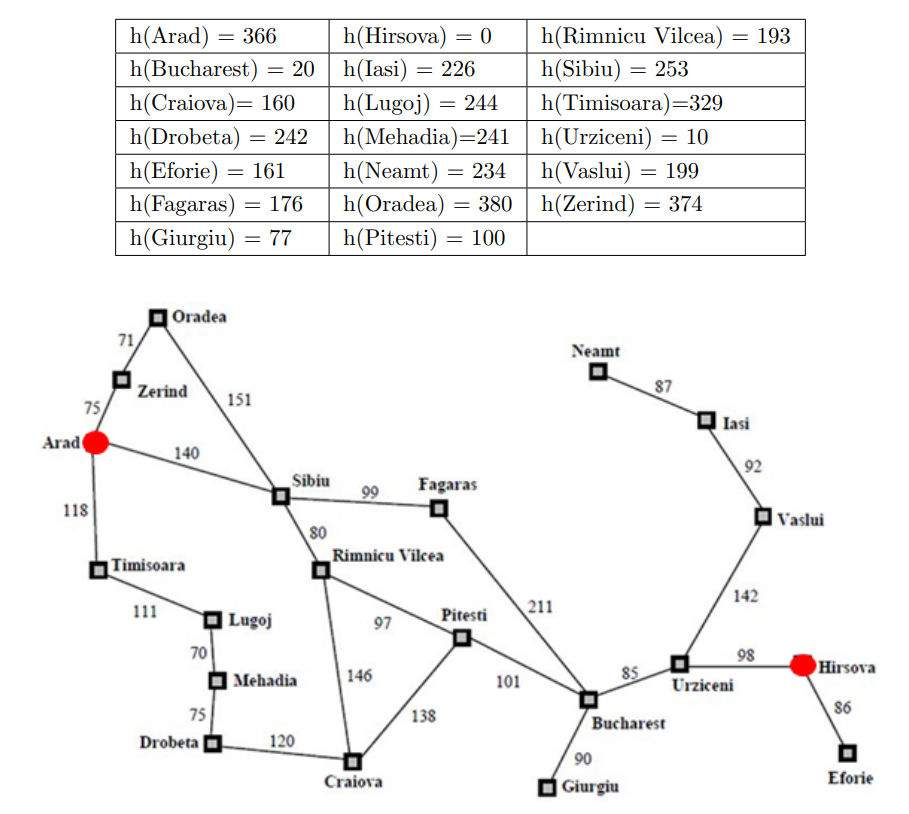 h(Arad) = 366 h(Hirsova) = 0 h(Rimnicu Vilcea) = 193
h(Bucharest) = 20 h(Iasi) = 226 h(Sibiu) = 253
h(Craiova)= 160 h(Lugoj) = 244 h(Timisoara)=329
h(Drobeta) = 242 h(Mehadia)=241 h(Urziceni) = 10
h(Eforie) = 161 h(Neamt) = 234 h(Vaslui) = 199
h(Fagaras) = 176 h(Oradea) = 380 h(Zerind) = 374
h(Giurgiu) = 77 h(Pitesti) = 100
Oradea
71
Neamt
Zerind
87
75
151
Iasi
Arad
140
92
Sibiu
Fagaras
99
118
Vaslui
80
Timisoara
Rimnicu Vilcea
142
111
211
Lugoj
97
Pitesti
70
98
Hirsova
146
101
85
Mehadia
Urziceni
86
75
138
Bucharest
Drobeta
120
90
Craiova
Giurgiu
Eforie